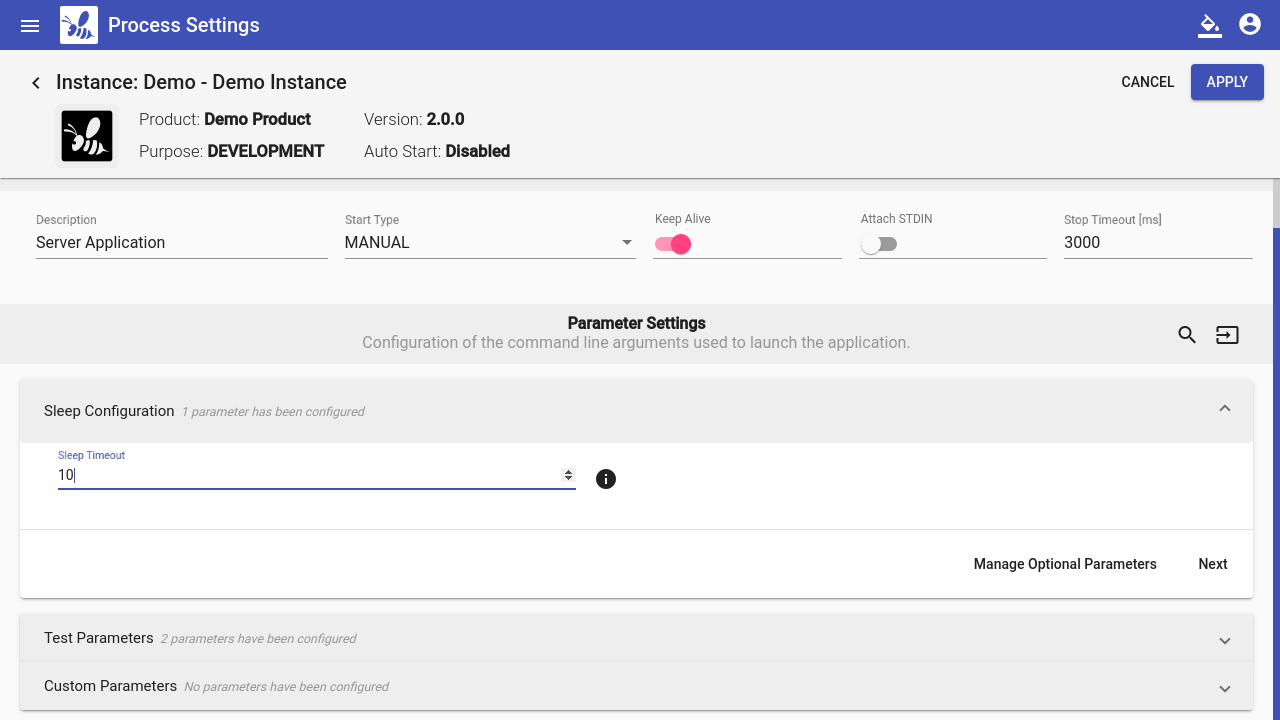 Process Settings
Instance: Demo - Demo Instance
CANCEL
APPLY
Product: Demo Product
Version: 2.0.0
Purpose: DEVELOPMENT
Auto Start: Disabled
Description
Start Type
Keep Alive
Attach STDIN
Stop Timeout [ms]
Server Application
MANUAL
3000
Parameter Settings
Configuration of the command line arguments used to launch the application.
Sleep Configuration 1 parameter has been configured
Sleep Timeout
10
Manage Optional Parameters
Next
Test Parameters 2 parameters have been configured
Custom Parameters No parameters have been configured